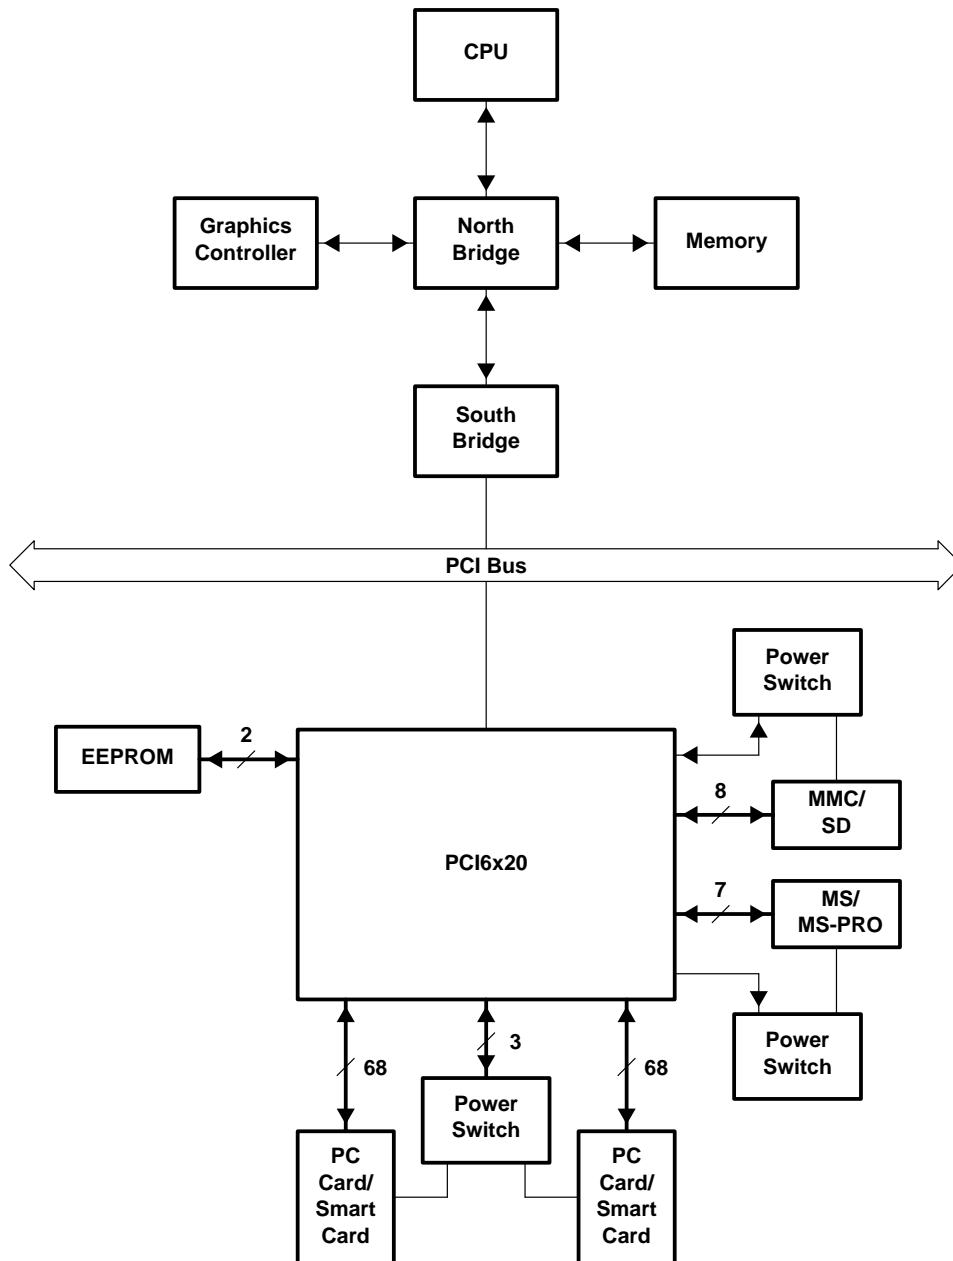 CPU
Graphics
Controller
North
Bridge
Memory
South
Bridge
PCI Bus
Power
Switch
EEPROM
2
8
MMC/
SD
PCI6x20
7
MS/
MS-PRO
Power
Switch
68
3
68
Power
Switch
PC
Card/
Smart
Card
PC
Card/
Smart
Card